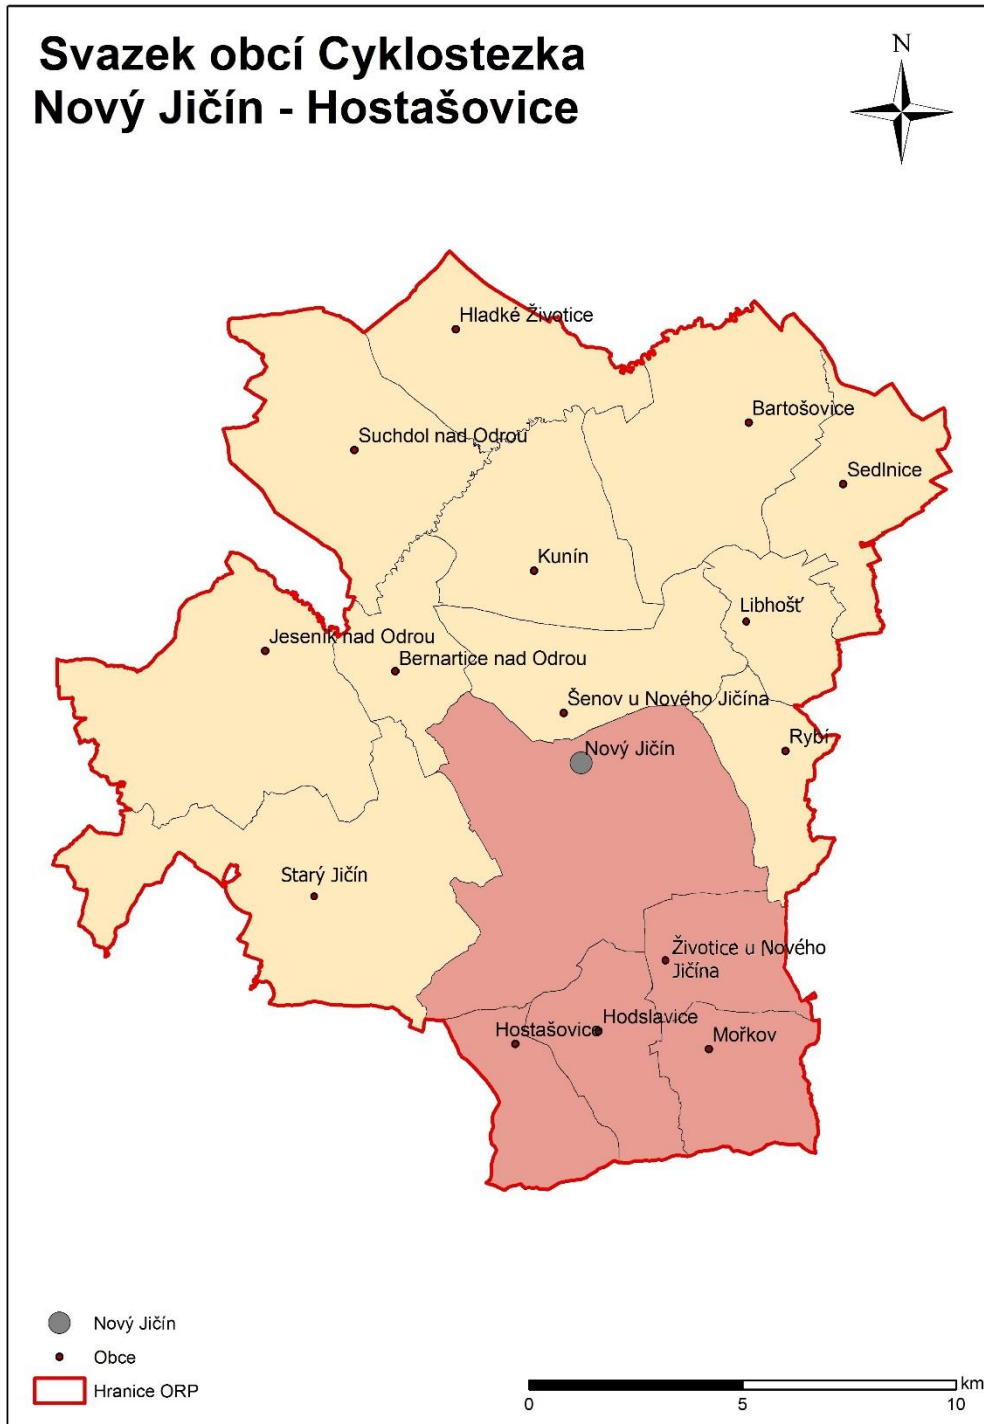 Svazek obcí Cyklostezka
Nový Jičín - Hostašovice
N
Hladké Životice
Bartošovice
Suchdol nad Odrou
Sedlnice
Kunín
Libhošť
Jeseník nad Odrou
Bernartice nad Odrou
Šenov u Nového Jičína
Rybí
Nový Jičín
Starý Jičín
Životice u Nového
Jičína
Hodslavice
Hostašovice
Mořkov
Nový Jičín
Obce
Hranice ORP
km
0 5 10